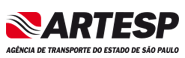 ARTESP
AGÊNCIA DE TRANSPORTE DO ESTADO DE SÃO PAULO